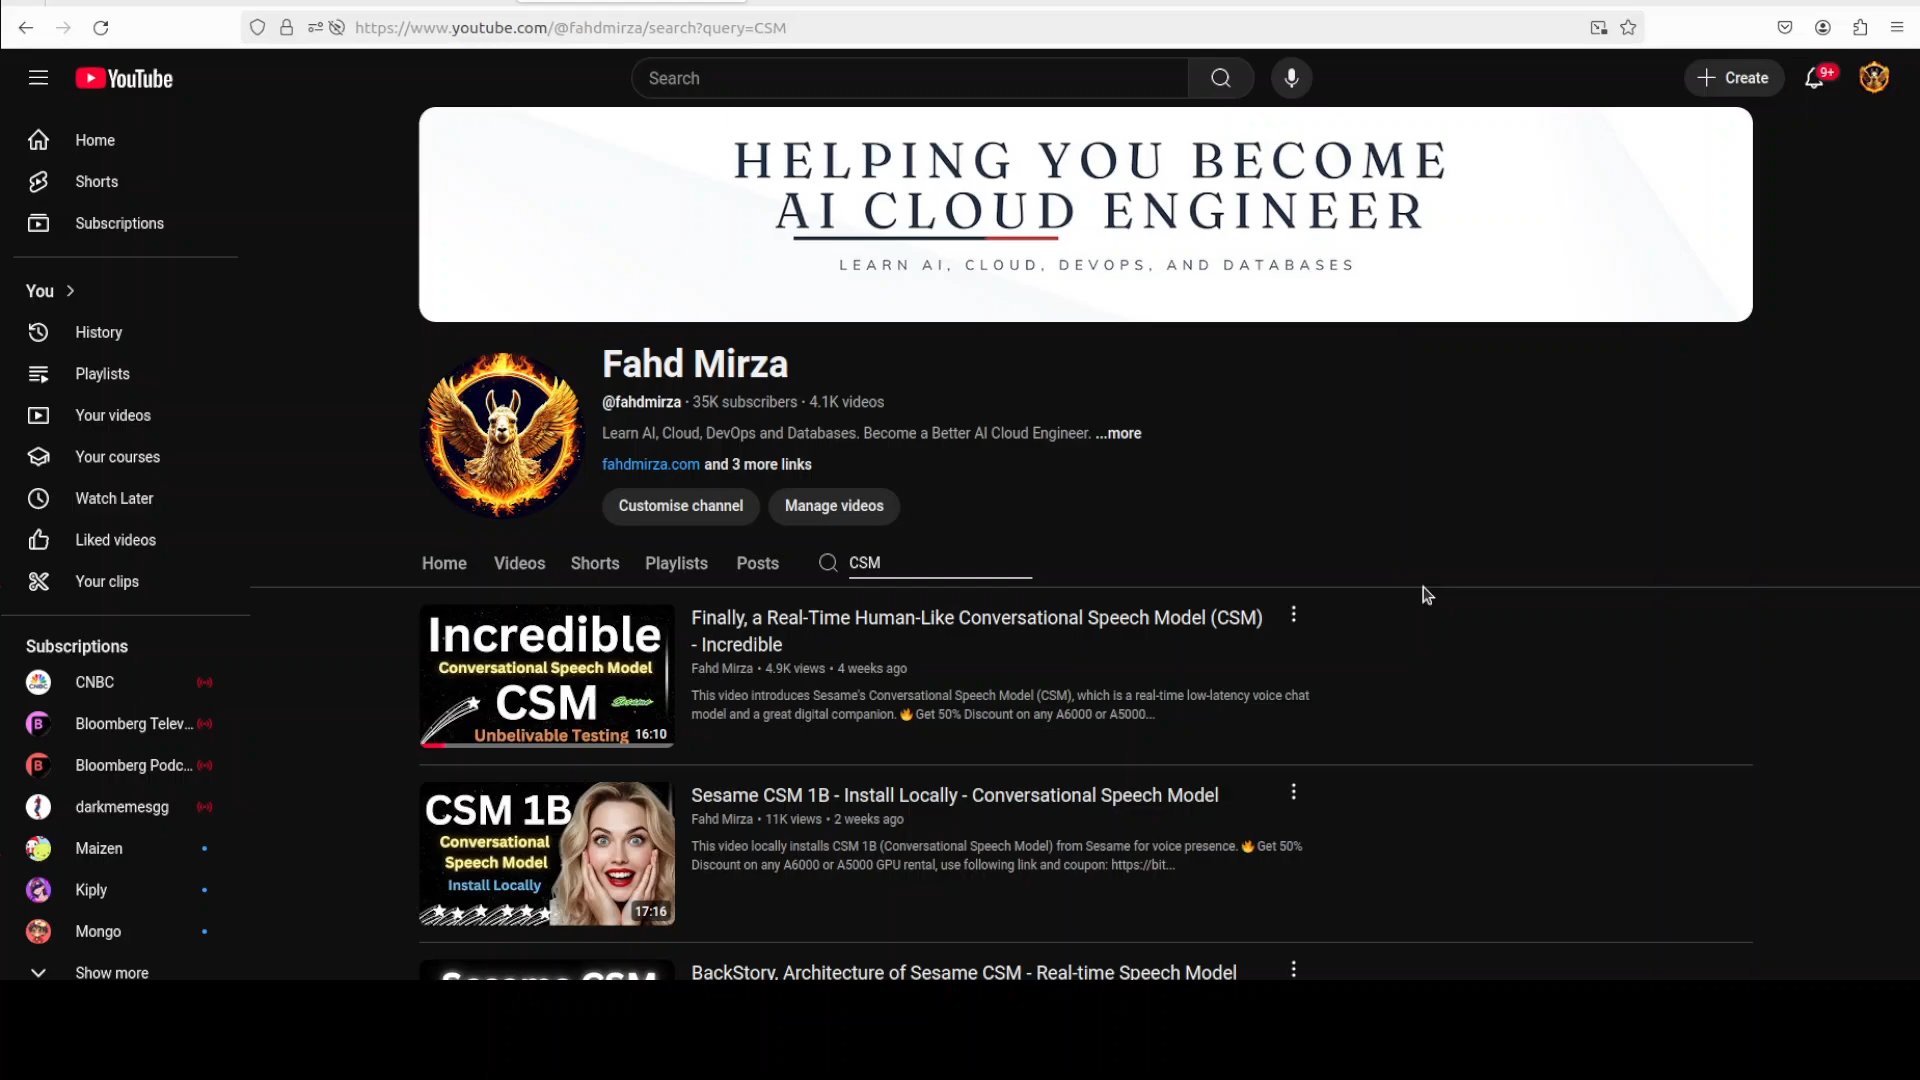 https://www.youtube.com/@fahdmirza/search?query=CSM
YouTube
Search
Create
9+
Home
Shorts
Subscriptions
You
History
Playlists
Your videos
Your courses
Watch Later
Liked videos
Your clips
Subscriptions
CNBC
Bloomberg Telev...
Bloomberg Podc...
darkmemesgg
Maizen
Kiply
Mongo
Show more
HELPING YOU BECOME
AI CLOUD ENGINEER
LEARN AI, CLOUD, DEVOPS, AND DATABASES
Fahd Mirza
@fahdmirza · 35K subscribers · 4.1K videos
Learn AI, Cloud, DevOps and Databases. Become a Better AI Cloud Engineer. ...more
fahdmirza.com and 3 more links
Customise channel Manage videos
Home Videos Shorts Playlists Posts CSM
Incredible
Conversational Speech Model
CSM Sesame
Unbelivable Testing 16:10
Finally, a Real-Time Human-Like Conversational Speech Model (CSM)
- Incredible
Fahd Mirza • 4.9K views • 4 weeks ago
This video introduces Sesame's Conversational Speech Model (CSM), which is a real-time low-latency voice chat
model and a great digital companion. 🔥Get 50% Discount on any A6000 or A5000...
CSM 1B
Conversational
Speech Model
Install Locally
17:16
Sesame CSM 1B - Install Locally - Conversational Speech Model
Fahd Mirza • 11K views • 2 weeks ago
This video locally installs CSM 1B (Conversational Speech Model) from Sesame for voice presence. 🔥Get 50%
Discount on any A6000 or A5000 GPU rental, use following link and coupon: https://bit...
Sesame CSM
BackStory, Architecture of Sesame CSM - Real-time Speech Model